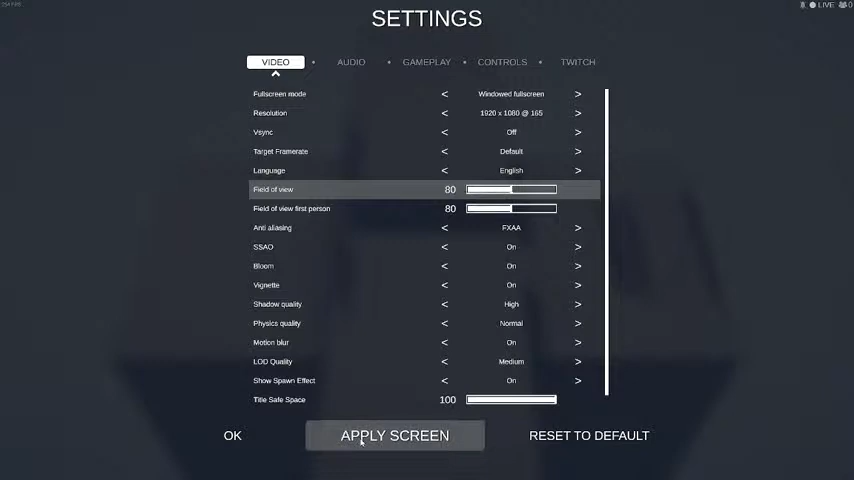 254 FPS
LIVE 0
SETTINGS
VIDEO • AUDIO • GAMEPLAY • CONTROLS • TWITCH
Fullscreen mode < Windowed fullscreen >
Resolution < 1920 x 1080 @ 165 >
Vsync < Off >
Target Framerate < Default >
Language < English >
Field of view 80
Field of view first person 80
Anti aliasing < FXAA >
SSAO < On >
Bloom < On >
Vignette < On >
Shadow quality < High >
Physics quality < Normal >
Motion blur < On >
LOD Quality < Medium >
Show Spawn Effect < On >
Title Safe Space 100
OK APPLY SCREEN RESET TO DEFAULT